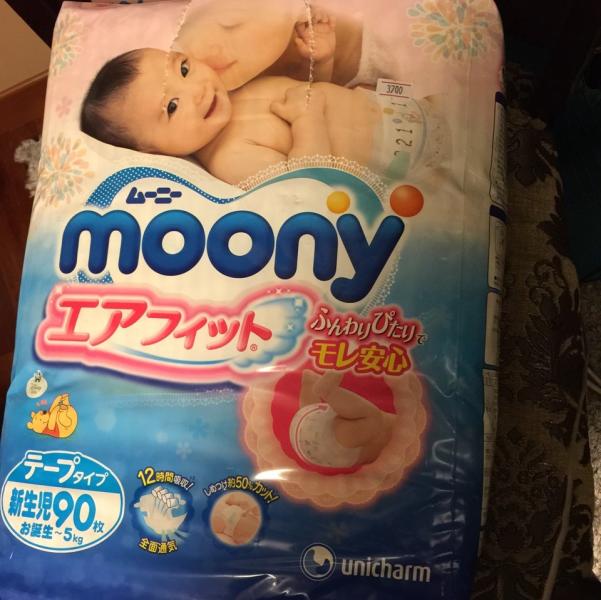 3700
ムーニー
moony
エアフィット®
ふんわりぴたりで
モレ安心
テープタイプ
新生児90枚
お誕生~5kg
12時間吸収!
全面通気
しめつけ約50%カット!
unicharm